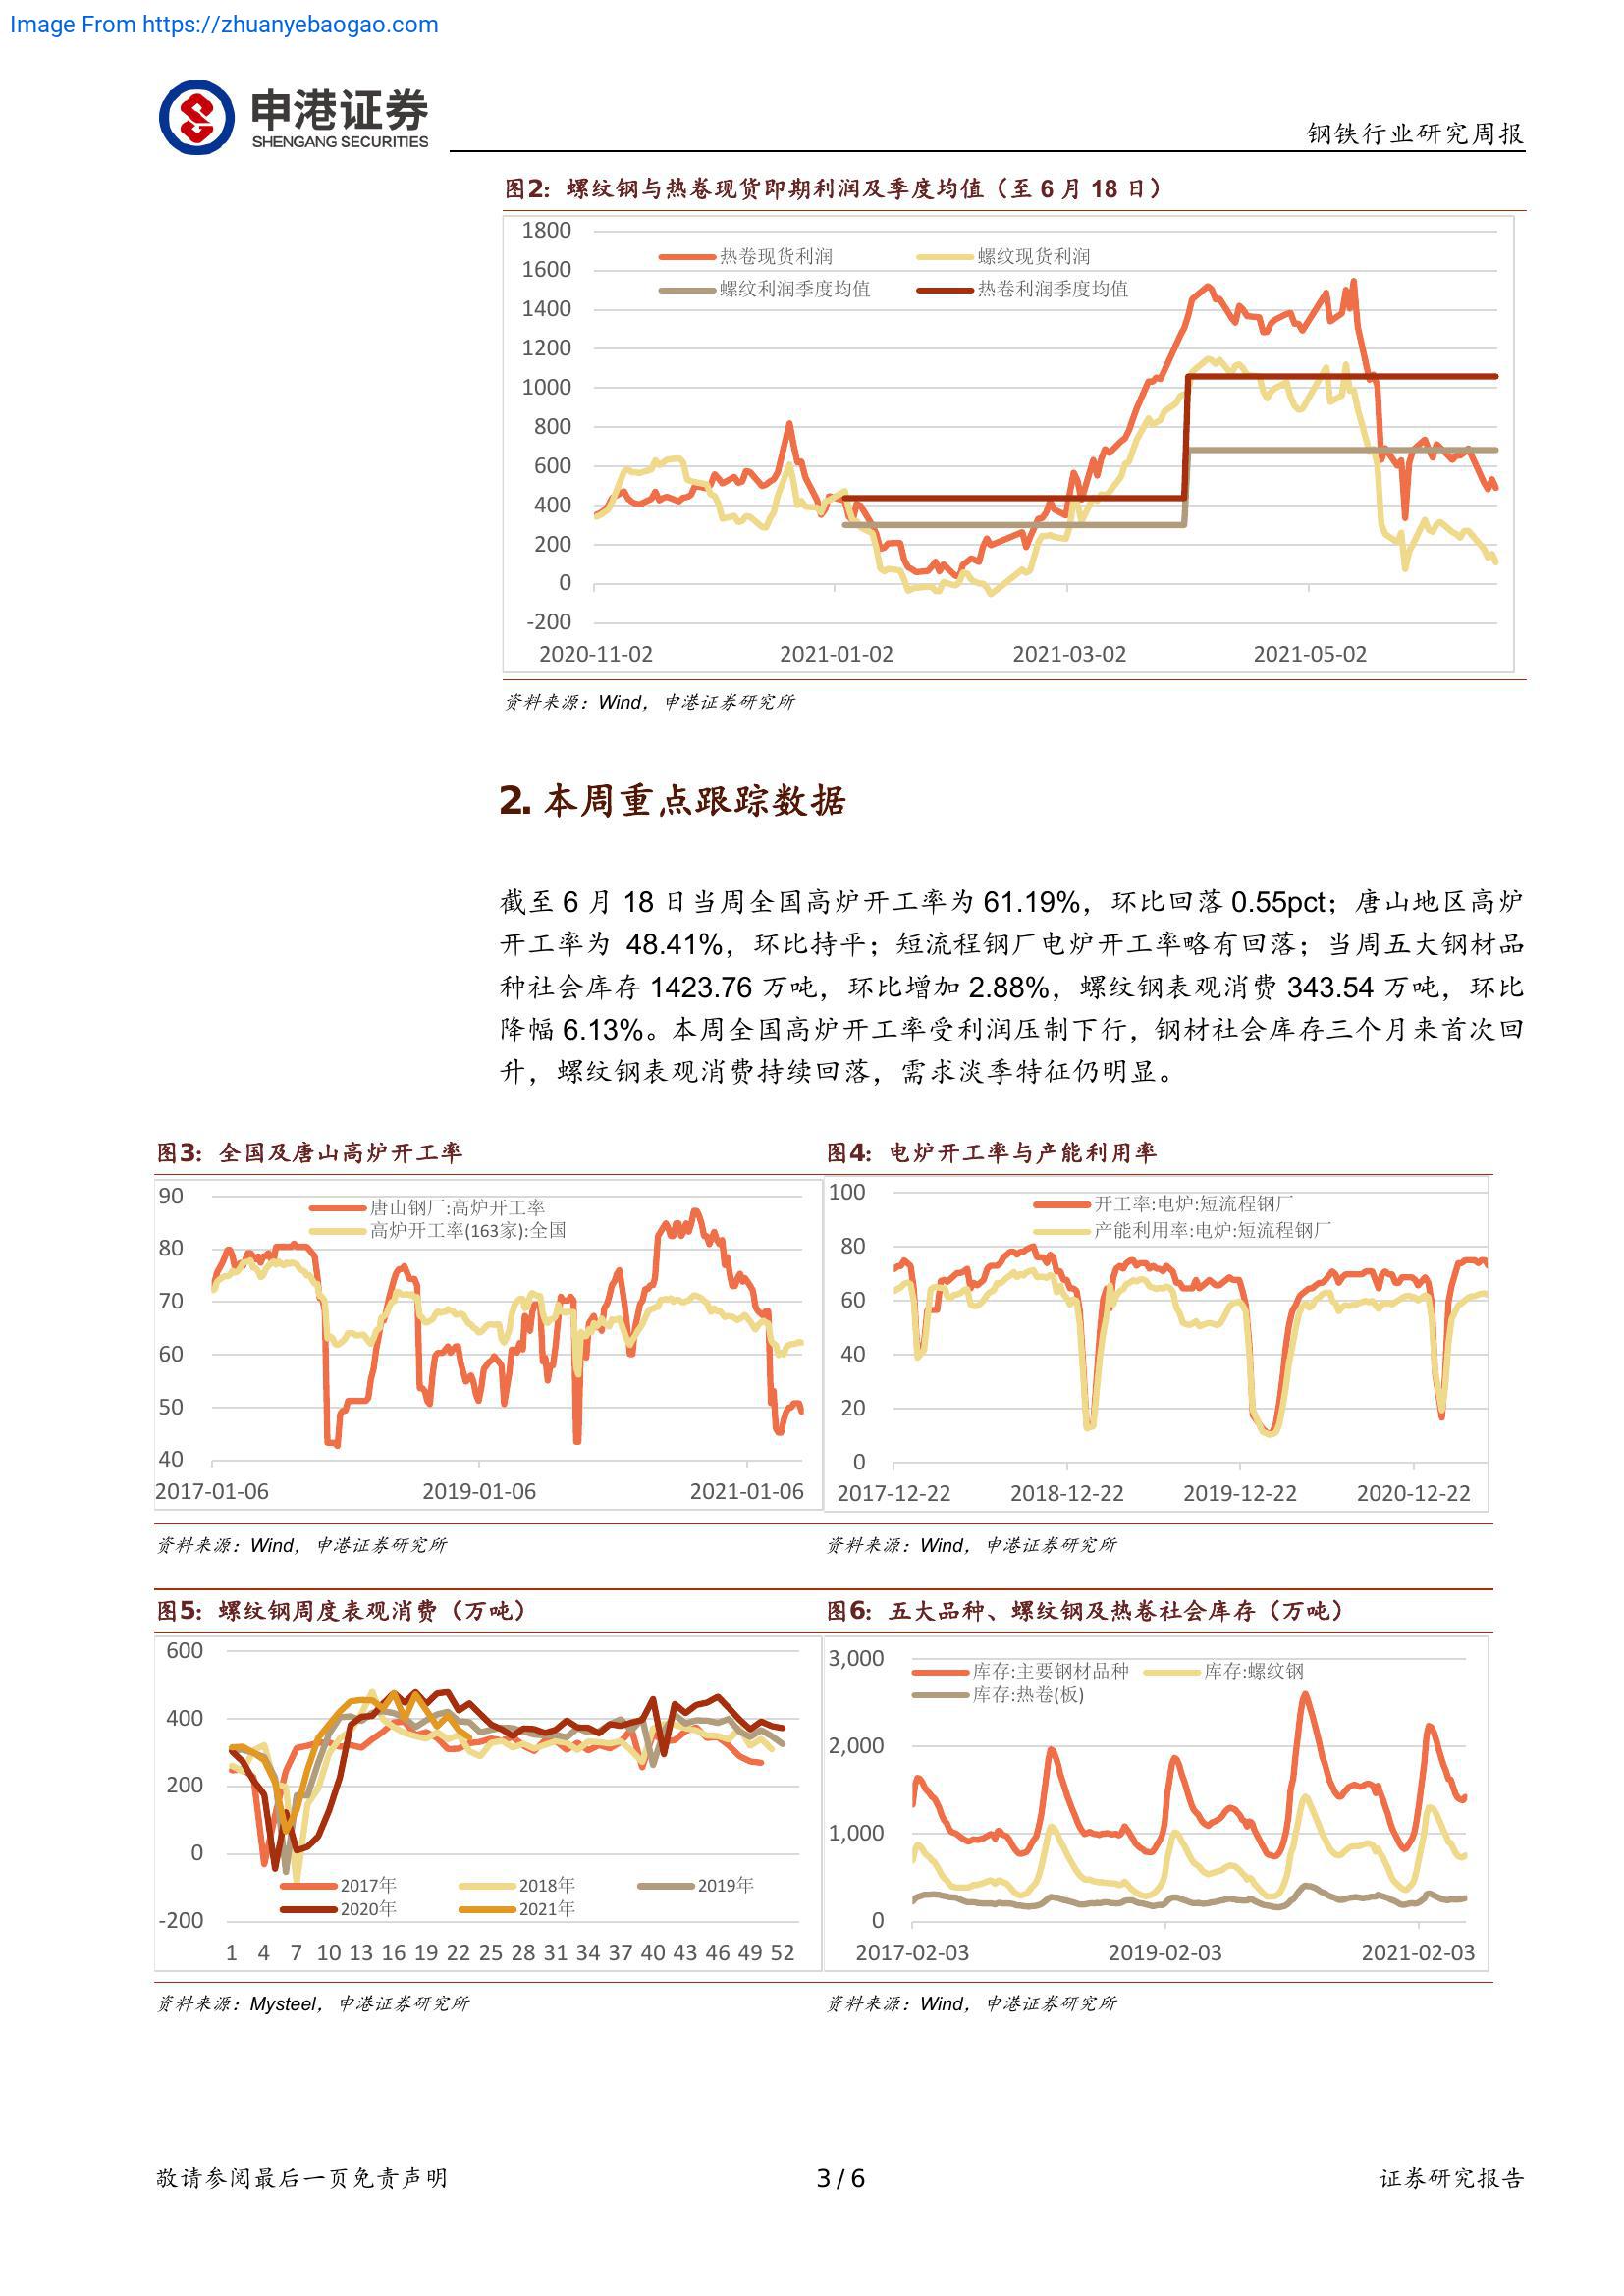 Image From https://zhuanyebaogao.com
申港证券
SHENGANG SECURITIES
钢铁行业研究周报
图2：螺纹钢与热卷现货即期利润及季度均值（至 6 月 18 日）
1800
1600
1400
1200
1000
800
600
400
200
0
-200
热卷现货利润
螺纹现货利润
螺纹利润季度均值
热卷利润季度均值
2020-11-02
2021-01-02
2021-03-02
2021-05-02
资料来源：Wind，申港证券研究所
2. 本周重点跟踪数据
截至 6 月 18 日当周全国高炉开工率为 61.19%，环比回落 0.55pct；唐山地区高炉
开工率为 48.41%，环比持平；短流程钢厂电炉开工率略有回落；当周五大钢材品
种社会库存 1423.76 万吨，环比增加 2.88%，螺纹钢表观消费 343.54 万吨，环比
降幅 6.13%。本周全国高炉开工率受利润压制下行，钢材社会库存三个月来首次回
升，螺纹钢表观消费持续回落，需求淡季特征仍明显。
图3：全国及唐山高炉开工率
90
80
70
60
50
40
唐山钢厂:高炉开工率
高炉开工率(163家):全国
2017-01-06
2019-01-06
2021-01-06
资料来源：Wind，申港证券研究所
图4：电炉开工率与产能利用率
100
80
60
40
20
0
开工率:电炉:短流程钢厂
产能利用率:电炉:短流程钢厂
2017-12-22
2018-12-22
2019-12-22
2020-12-22
资料来源：Wind，申港证券研究所
图5：螺纹钢周度表观消费（万吨）
600
400
200
0
-200
2017年
2018年
2019年
2020年
2021年
1 4 7 10 13 16 19 22 25 28 31 34 37 40 43 46 49 52
资料来源：Mysteel，申港证券研究所
图6：五大品种、螺纹钢及热卷社会库存（万吨）
3,000
2,000
1,000
0
库存:主要钢材品种
库存:螺纹钢
库存:热卷(板)
2017-02-03
2019-02-03
2021-02-03
资料来源：Wind，申港证券研究所
敬请参阅最后一页免责声明
3 / 6
证券研究报告